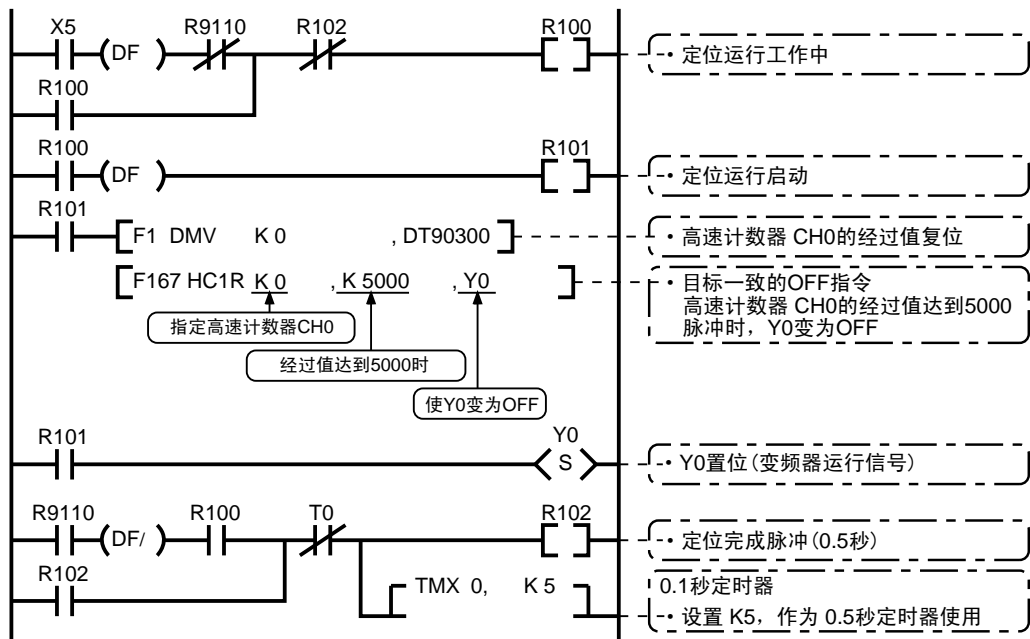 X5 R9110 R102 R100
DF
・定位运行工作中
R100
R100 R101
DF
・定位运行启动
R101
F1 DMV K 0 , DT90300
・高速计数器 CH0的经过值复位
F167 HC1R K 0 , K 5000 , Y0
・目标一致的OFF指令
高速计数器 CH0的经过值达到5000
脉冲时，Y0变为OFF
指定高速计数器CH0
经过值达到5000时
使Y0变为OFF
R101 Y0
S
・Y0置位(变频器运行信号)
R9110 R100 T0 R102
DF/
・定位完成脉冲(0.5秒)
R102
TMX 0, K 5
0.1秒定时器
・设置 K5，作为 0.5秒定时器使用